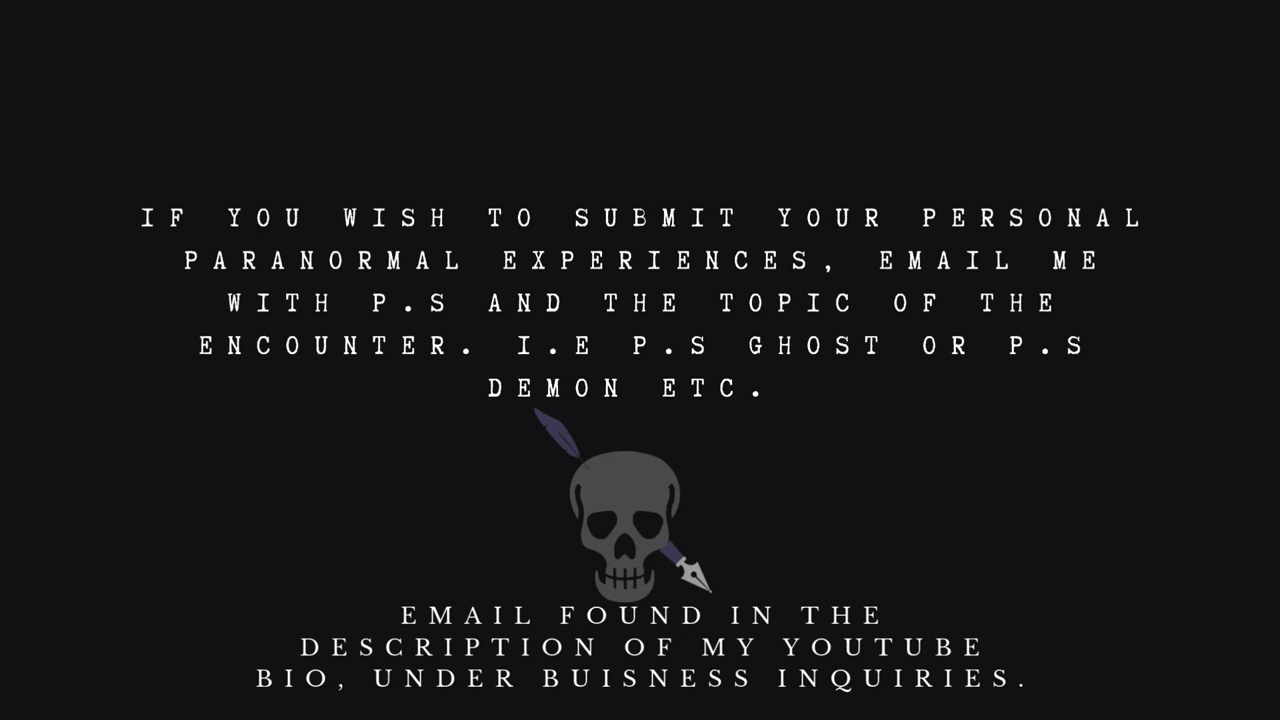 IF YOU WISH TO SUBMIT YOUR PERSONAL
PARANORMAL EXPERIENCES, EMAIL ME
WITH P.S AND THE TOPIC OF THE
ENCOUNTER. I.E P.S GHOST OR P.S
DEMON ETC.
EMAIL FOUND IN THE
DESCRIPTION OF MY YOUTUBE
BIO, UNDER BUISNESS INQUIRIES.